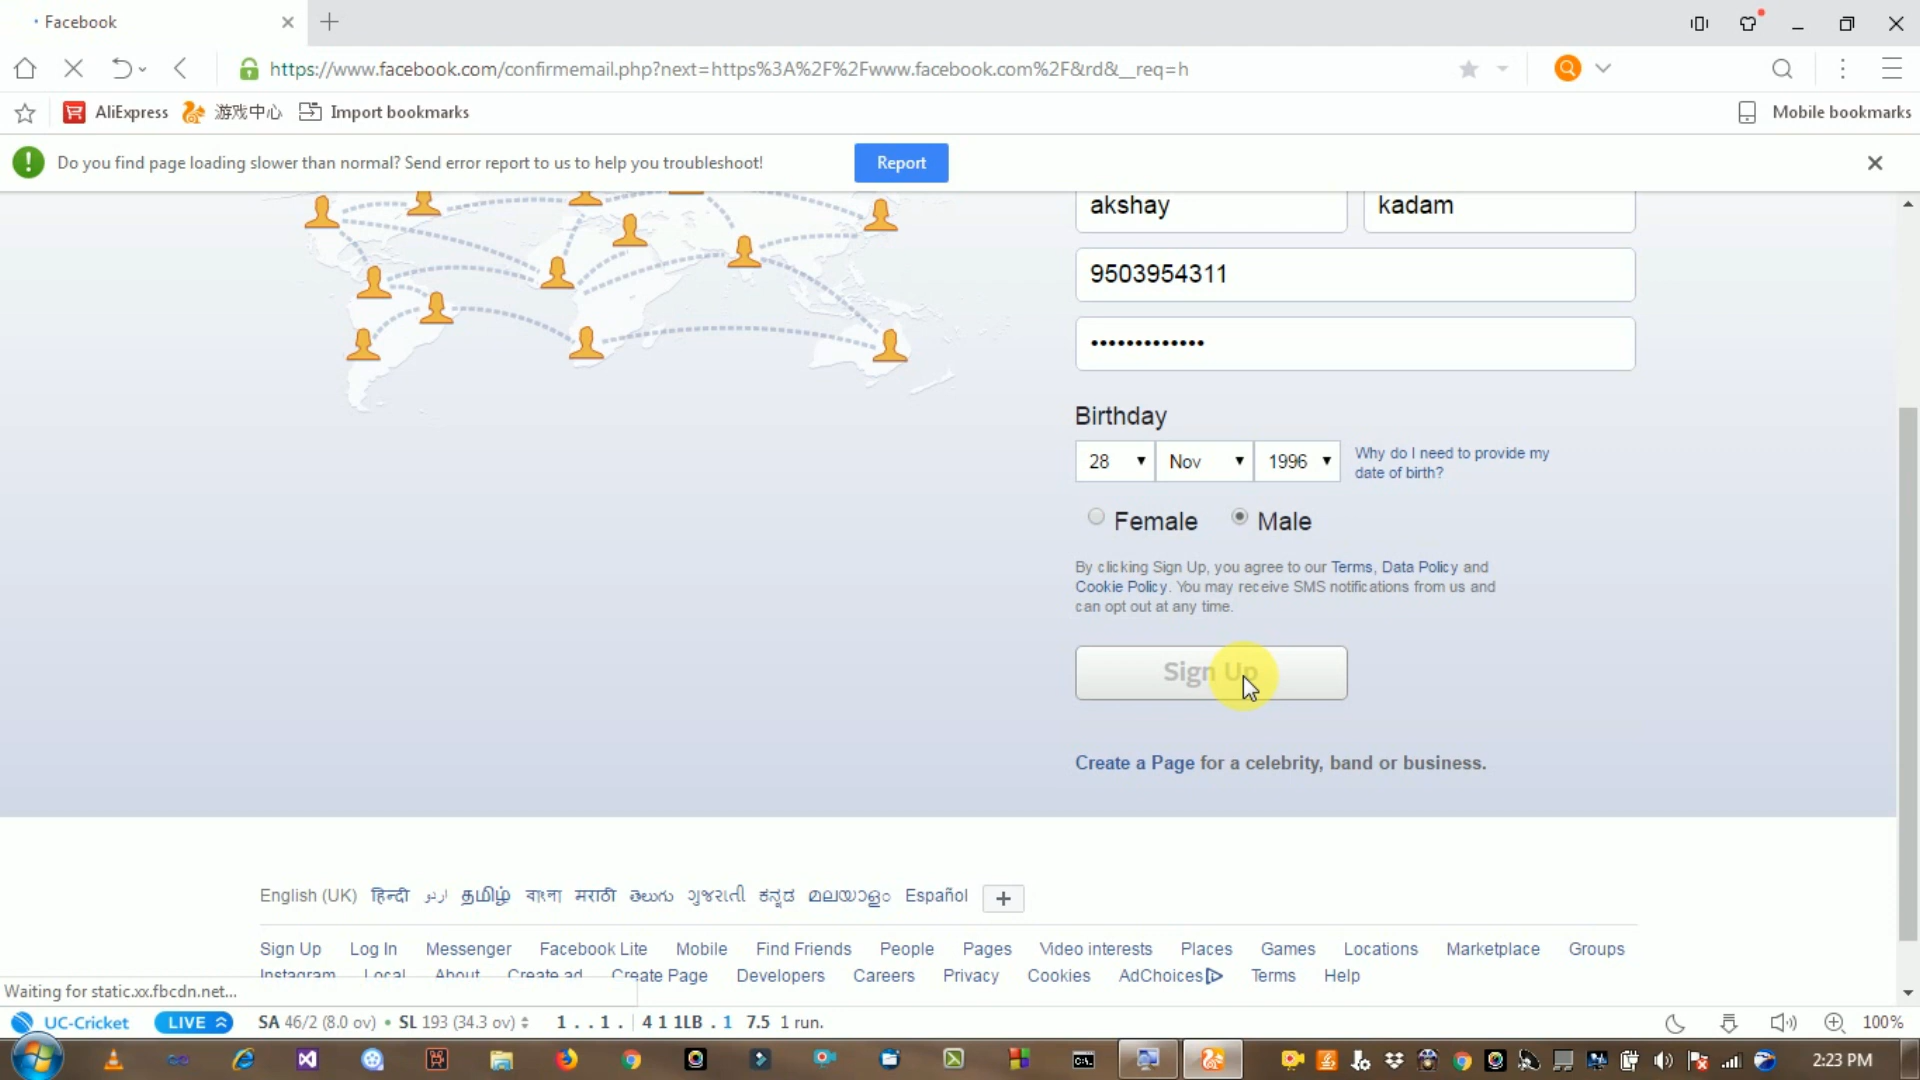 Facebook
https://www.facebook.com/confirmemail.php?next=https%3A%2F%2Fwww.facebook.com%2F&rd&__req=h
AliExpress 游戏中心 Import bookmarks Mobile bookmarks
Do you find page loading slower than normal? Send error report to us to help you troubleshoot! Report
akshay kadam
9503954311
•••••••••••••
Birthday
28 Nov 1996 Why do I need to provide my
date of birth?
Female Male
By clicking Sign Up, you agree to our Terms, Data Policy and
Cookie Policy. You may receive SMS notifications from us and
can opt out at any time.
Sign Up
Create a Page for a celebrity, band or business.
English (UK) हिन्दी اردو தமிழ் বাংলা मराठी తెలుగు ગુજરાતી ಕನ್ನಡ മലയാളം Español +
Sign Up Log In Messenger Facebook Lite Mobile Find Friends People Pages Video interests Places Games Locations Marketplace Groups
Instagram Local About Create ad Create Page Developers Careers Privacy Cookies AdChoices Terms Help
Waiting for static.xx.fbcdn.net...
UC-Cricket LIVE SA 46/2 (8.0 ov) • SL 193 (34.3 ov) 1 . . 1 . | 4 1 1LB . 1 7.5 1 run. 100%
2:23 PM